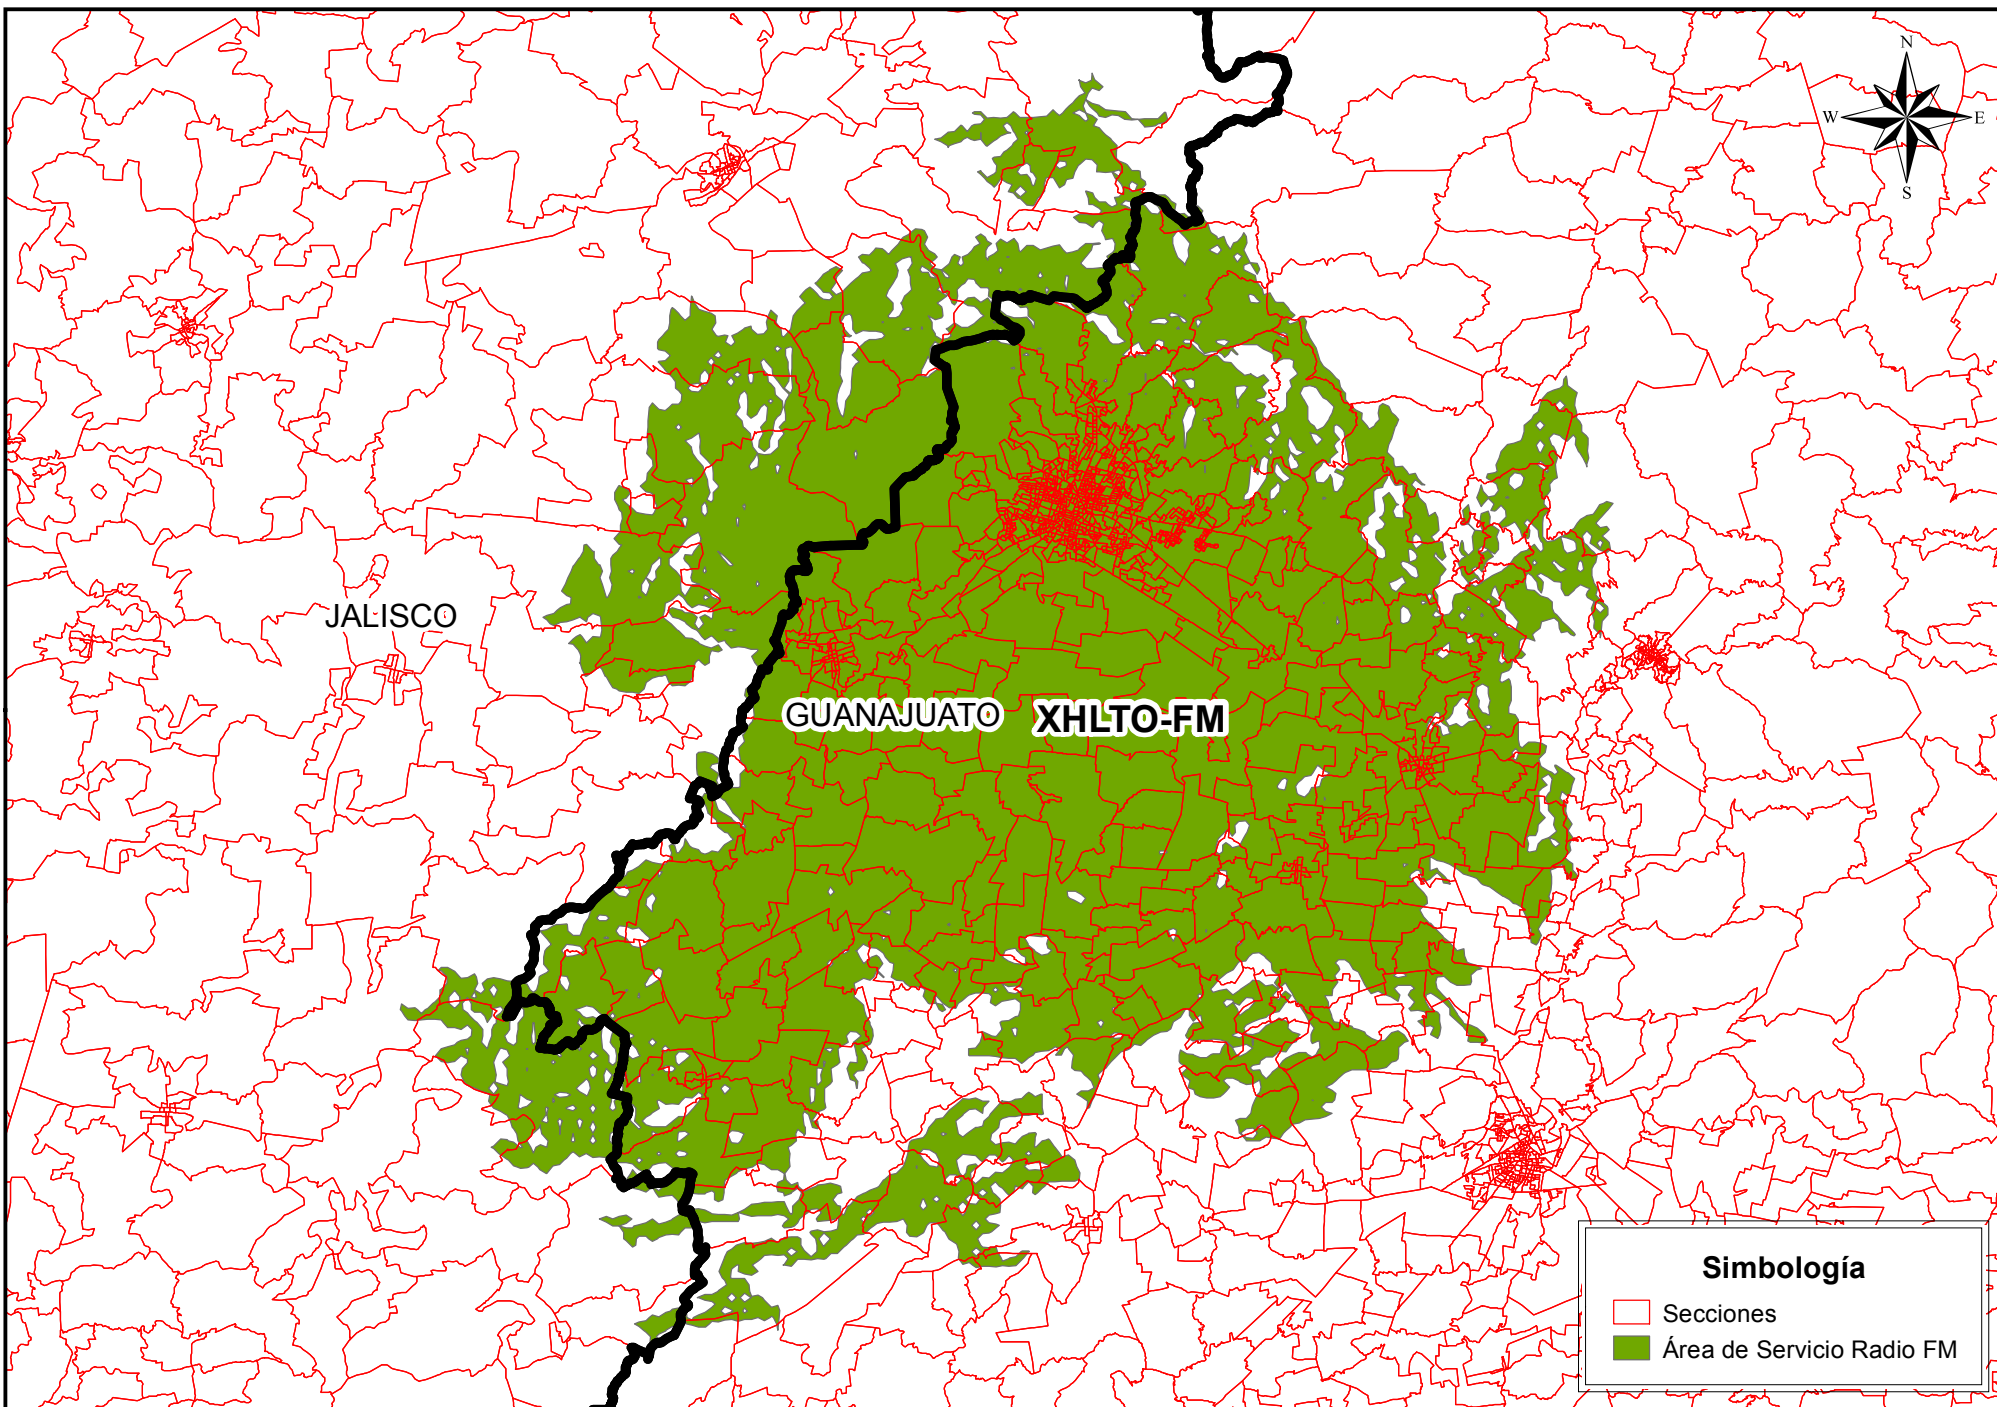 N
W
E
S
JALISCO
GUANAJUATO
XHLTO-FM
Simbología
Secciones
Área de Servicio Radio FM